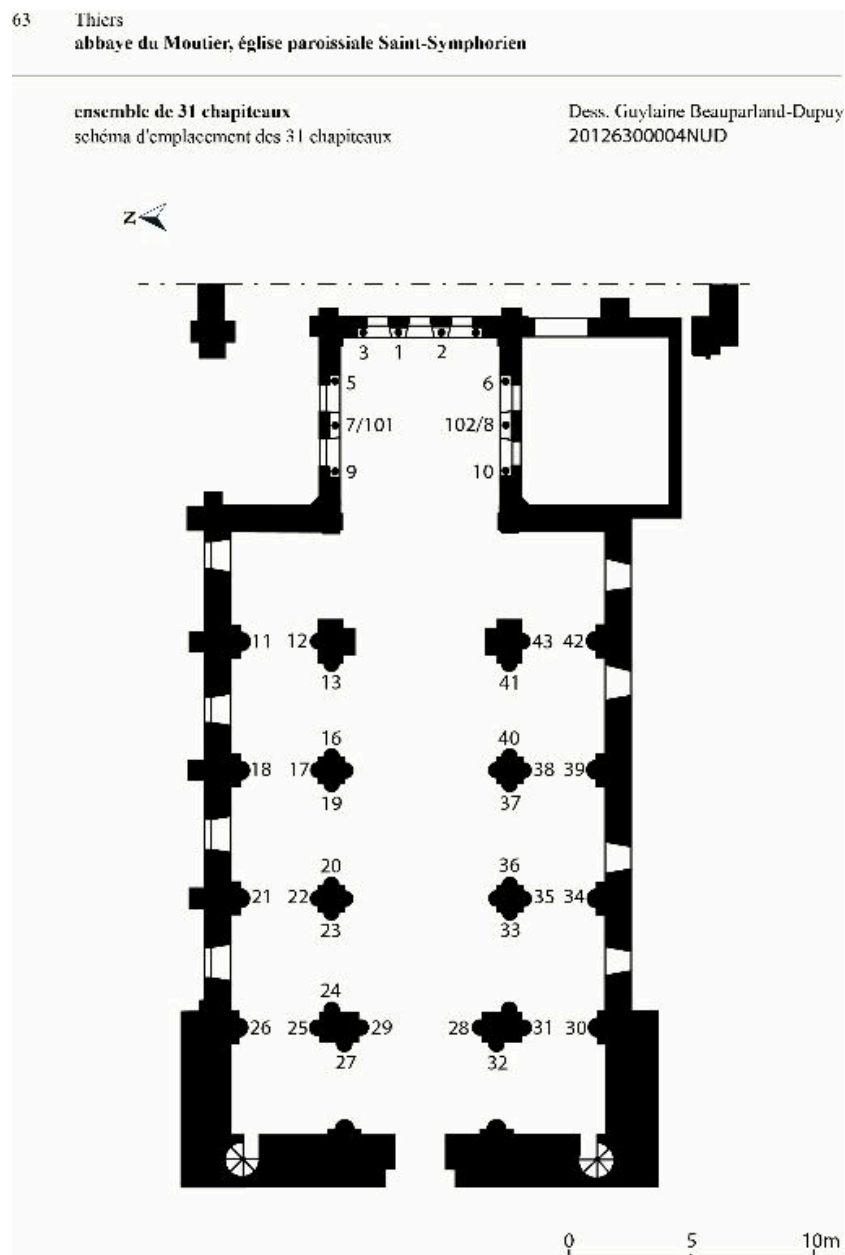 63 Thiers
abbaye du Moutier, église paroissiale Saint-Symphorien
ensemble de 31 chapiteaux
schéma d'emplacement des 31 chapiteaux
Dess. Guylaine Beauparland-Dupuy
20126300004NUD
N
3 1 2
5 6
7/101 102/8
9 10
11 12 43 42
13 41
16 40
18 17 38 39
19 37
20 36
21 22 35 34
23 33
24
26 25 29 28 31 30
27 32
0 5 10m